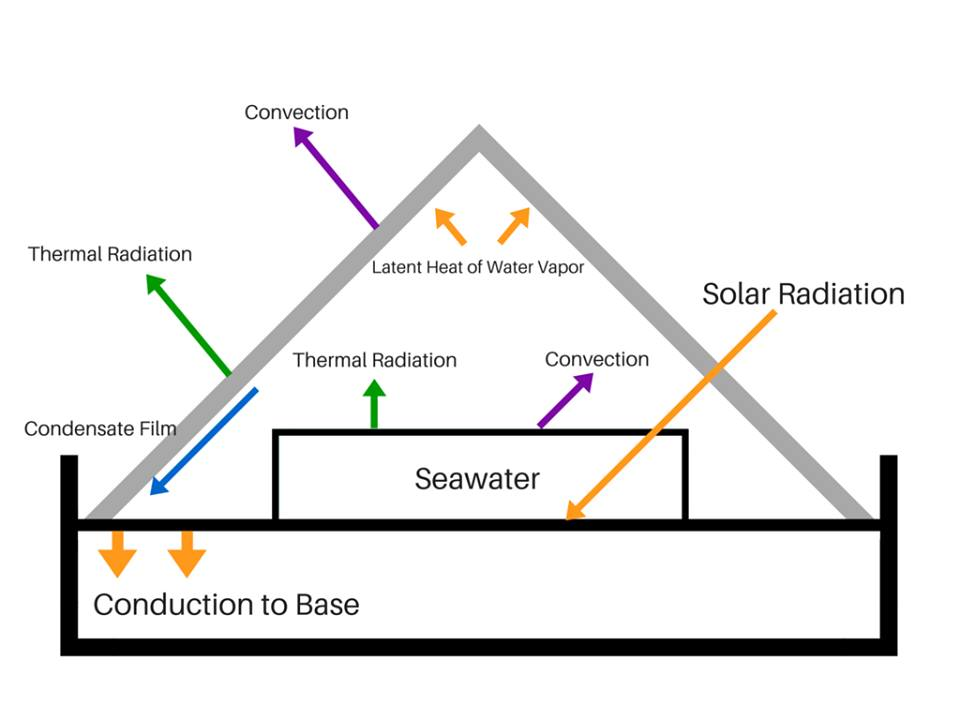 Convection
Thermal Radiation
Latent Heat of Water Vapor
Solar Radiation
Thermal Radiation
Convection
Condensate Film
Seawater
Conduction to Base